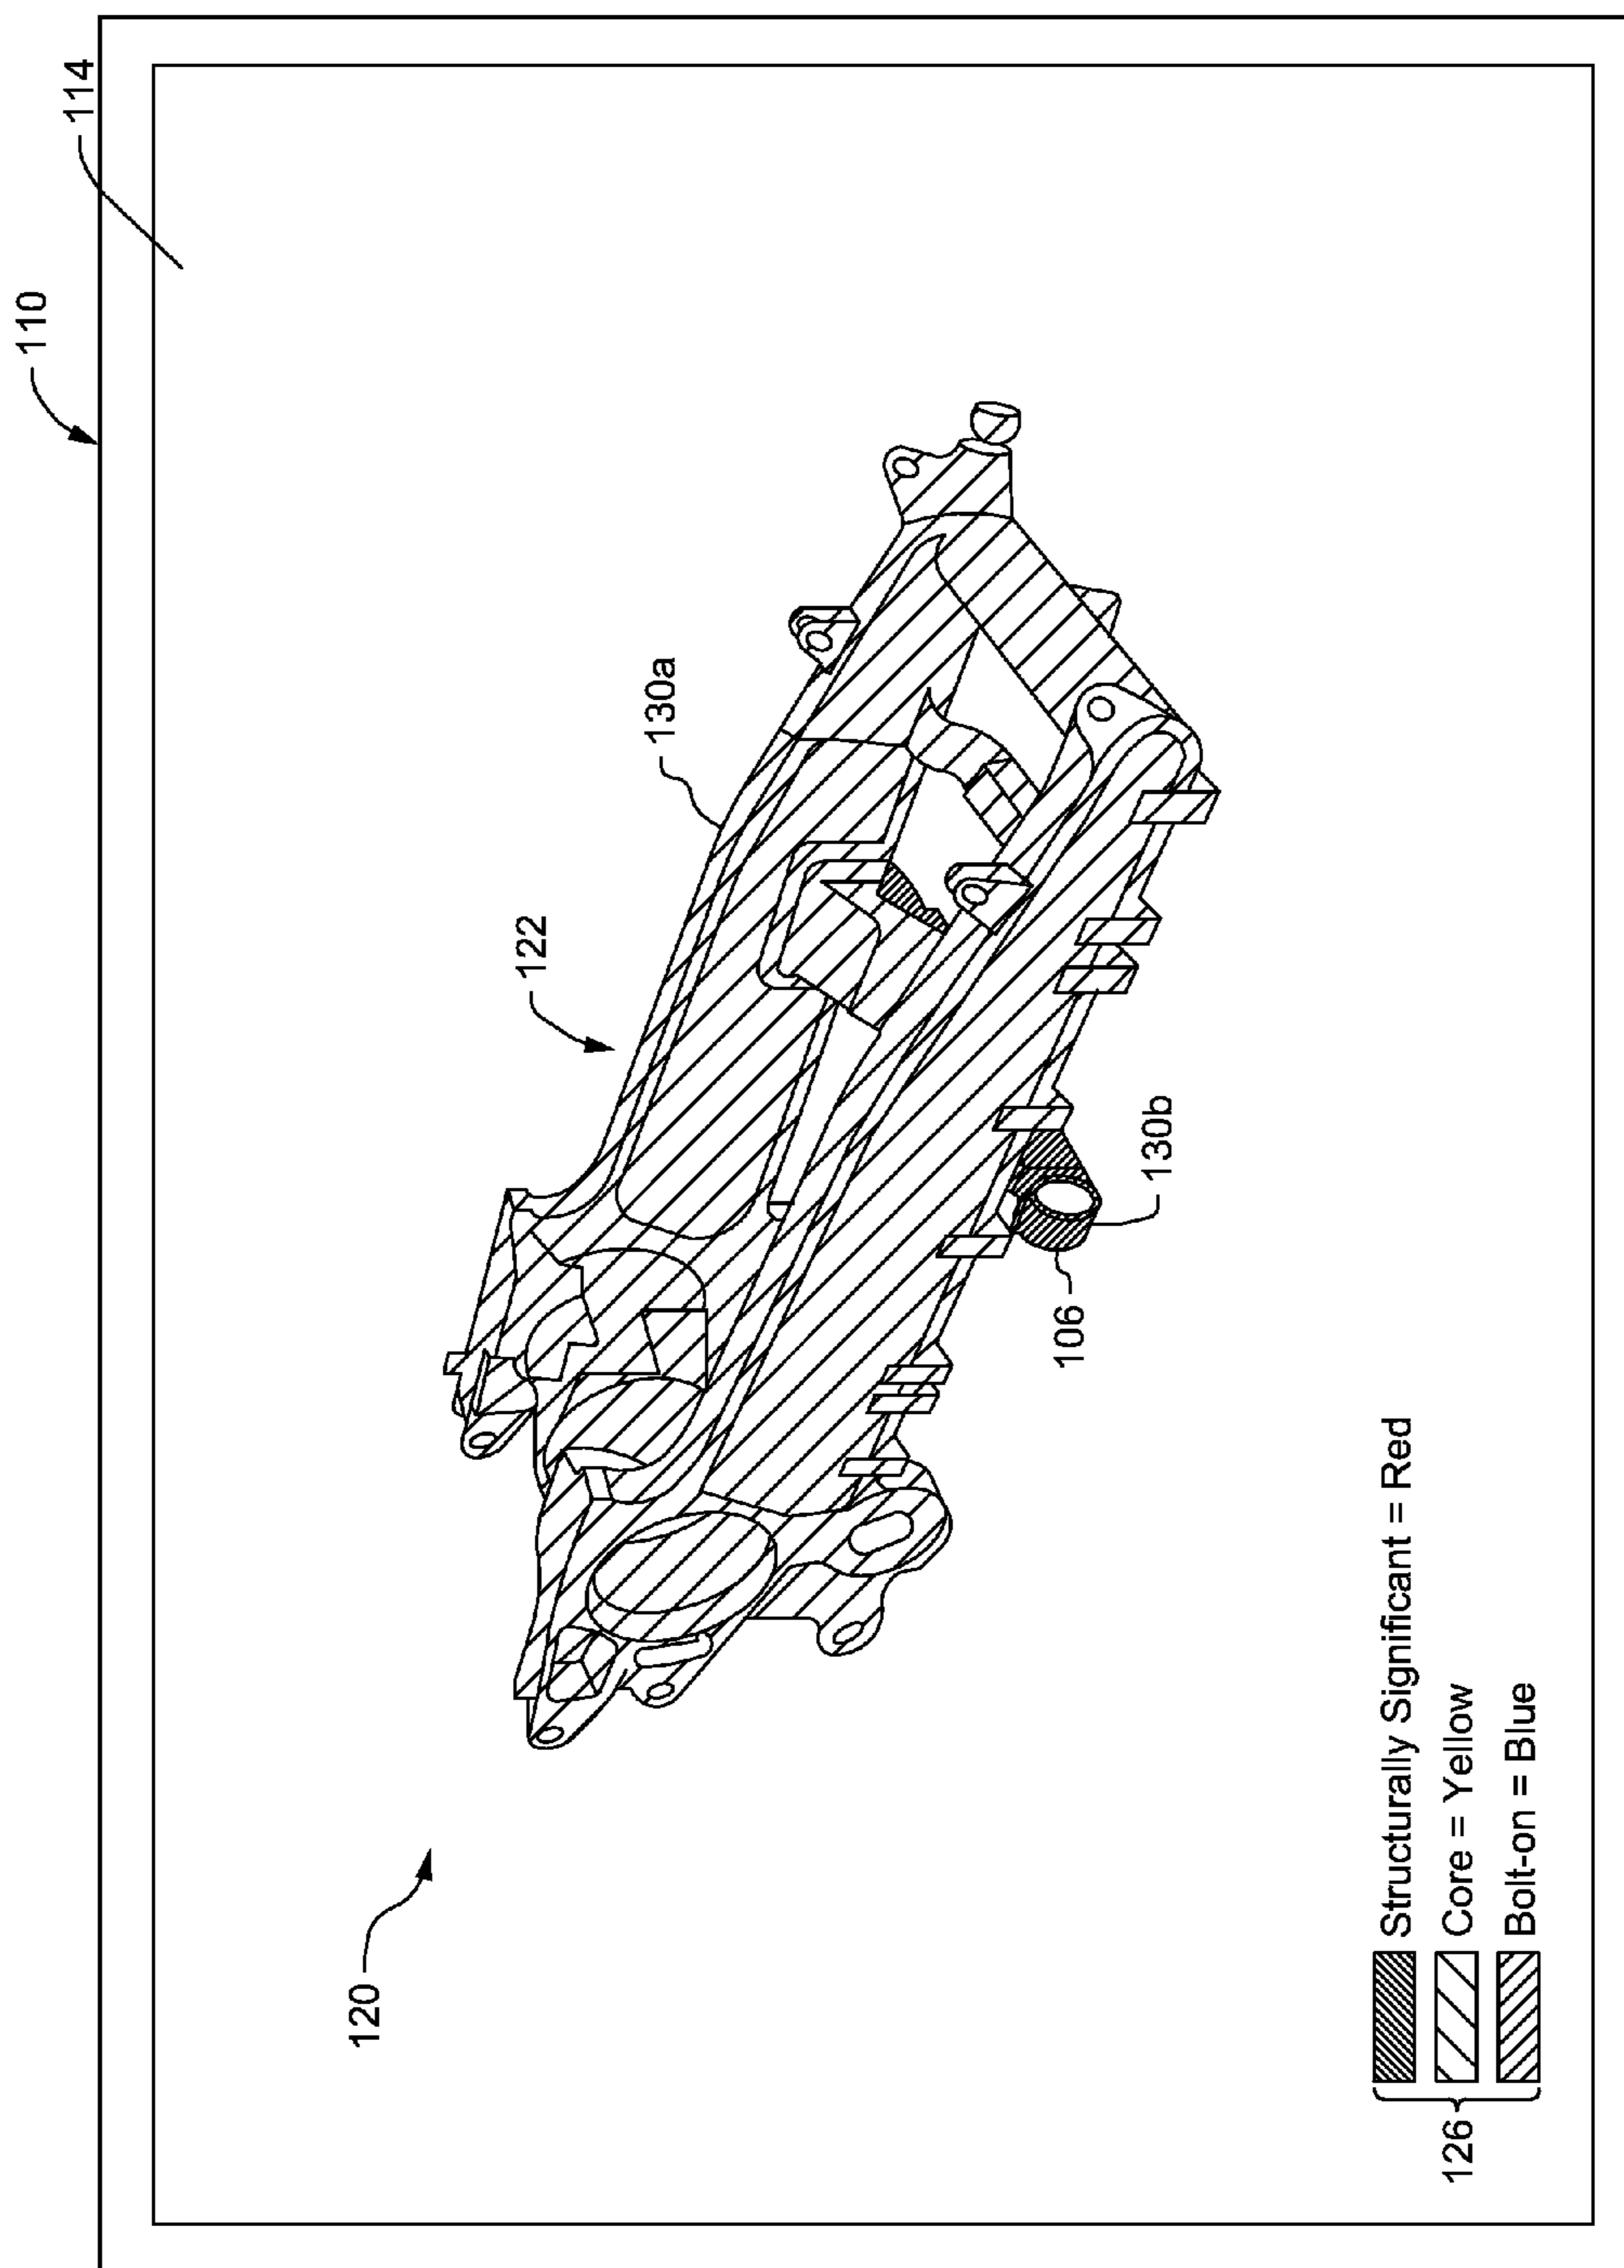 110
114
122
130a
120
106
130b
126
Structurally Significant = Red
Core = Yellow
Bolt-on = Blue